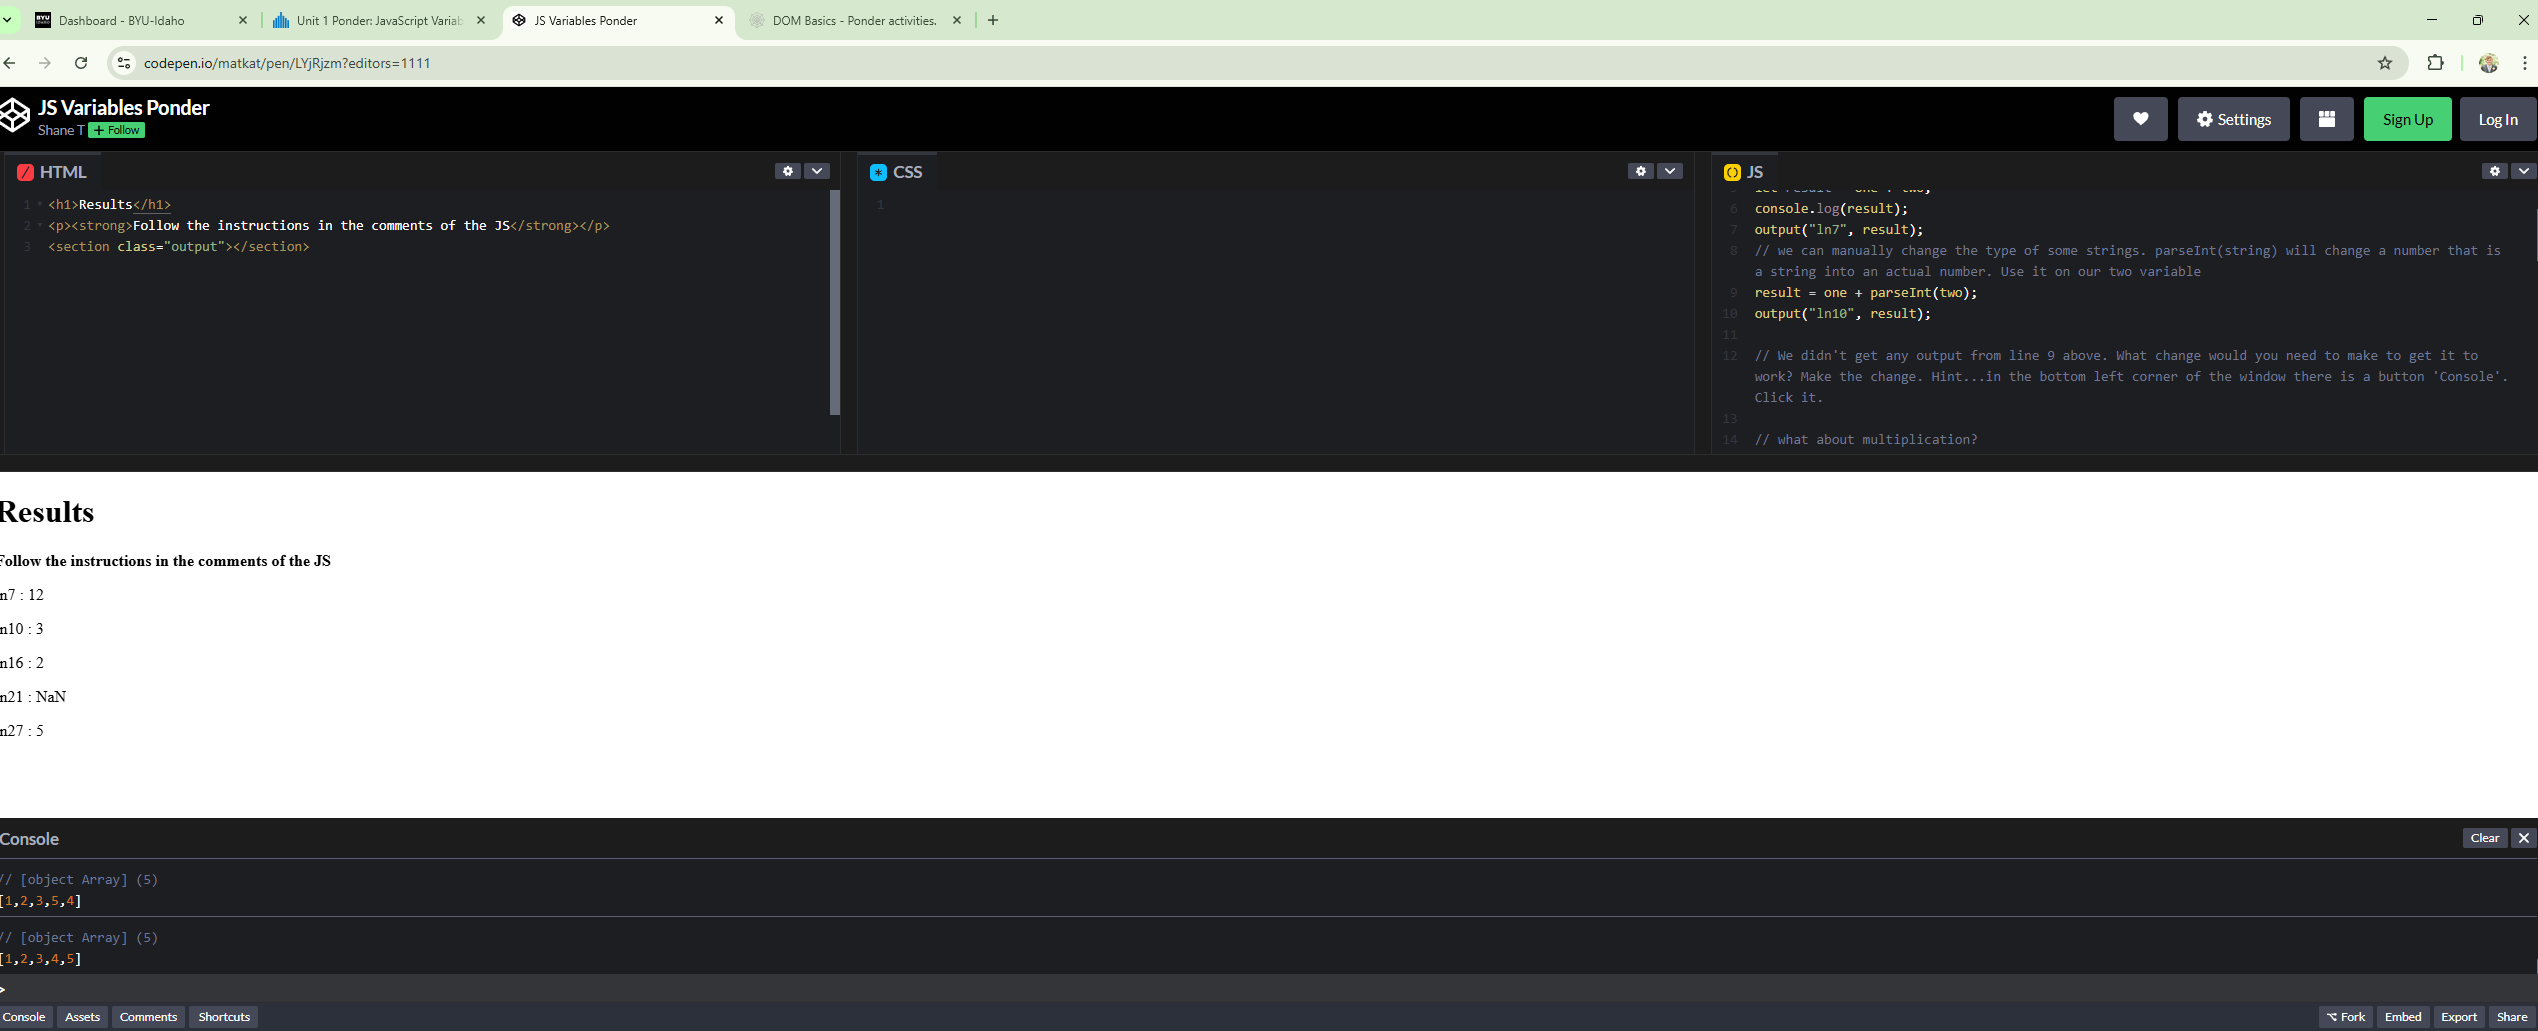 Dashboard - BYU-Idaho
Unit 1 Ponder: JavaScript Variab
JS Variables Ponder
DOM Basics - Ponder activities.
codepen.io/matkat/pen/LYjRjzm?editors=1111
JS Variables Ponder
Shane T + Follow
Settings
Sign Up
Log In
HTML
1 <h1>Results</h1>
2 <p><strong>Follow the instructions in the comments of the JS</strong></p>
3 <section class="output"></section>
CSS
1
JS
let result = one + two;
6 console.log(result);
7 output("ln7", result);
8 // we can manually change the type of some strings. parseInt(string) will change a number that is
a string into an actual number. Use it on our two variable
9 result = one + parseInt(two);
10 output("ln10", result);
11
12 // We didn't get any output from line 9 above. What change would you need to make to get it to
work? Make the change. Hint...in the bottom left corner of the window there is a button 'Console'.
Click it.
13
14 // what about multiplication?
Results
Follow the instructions in the comments of the JS
n7 : 12
n10 : 3
n16 : 2
n21 : NaN
n27 : 5
Console
Clear
// [object Array] (5)
[1,2,3,5,4]
// [object Array] (5)
[1,2,3,4,5]
>
Console
Assets
Comments
Shortcuts
Fork
Embed
Export
Share